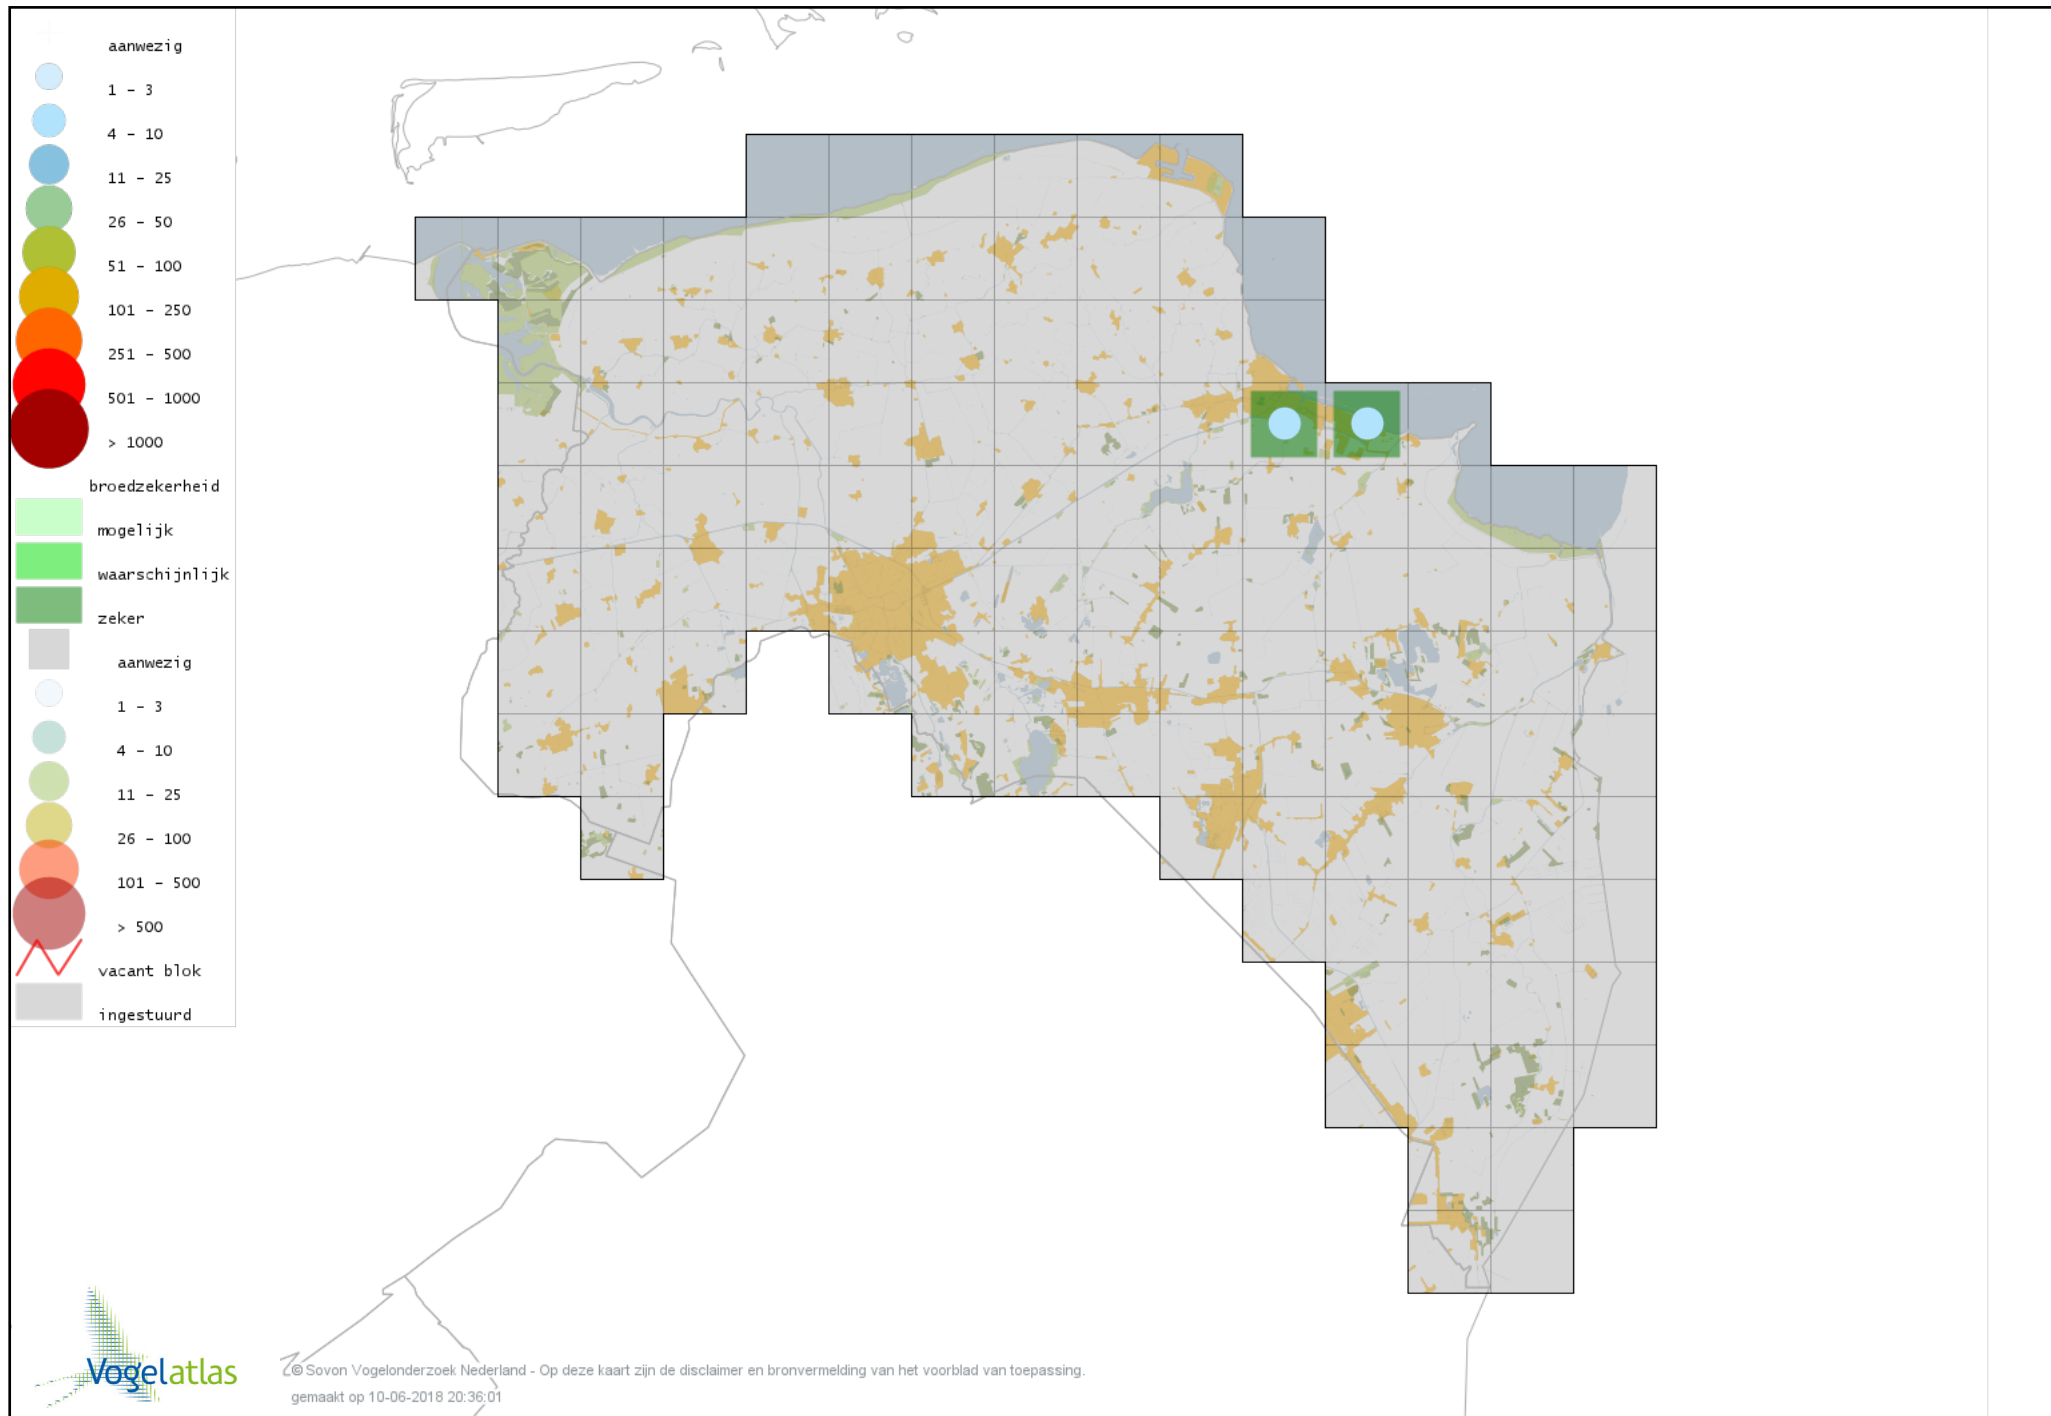 aanwezig
1 - 3
4 - 10
11 - 25
26 - 50
51 - 100
101 - 250
251 - 500
501 - 1000
> 1000
broedzekerheid
mogelijk
waarschijnlijk
zeker
aanwezig
1 - 3
4 - 10
11 - 25
26 - 100
101 - 500
> 500
vacant blok
ingestuurd
Vogelatlas
© Sovon Vogelonderzoek Nederland - Op deze kaart zijn de disclaimer en bronvermelding van het voorblad van toepassing.
gemaakt op 10-06-2018 20:36:01